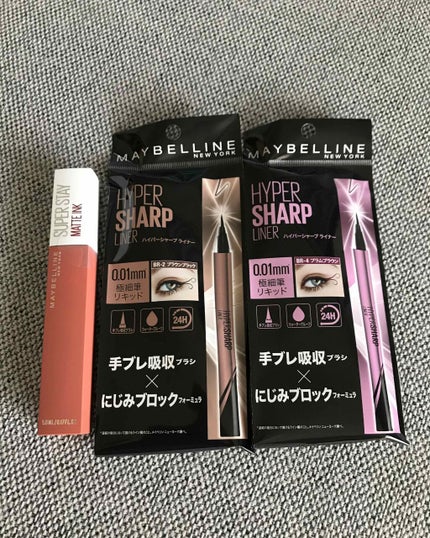 SUPERSTAY
MATTE INK
MAYBELLINE
NEW YORK
MAYBELLINE
NEW YORK
HYPER
SHARP
LINER ハイパーシャープ ライナー
0.01mm
極細筆
リキッド
BR-2 ブラウンブラック
24H
手ブレ吸収ブラシ
×
にじみブロックフォーミュラ
HYPERSHARP
MAYBELLINE
NEW YORK
HYPER
SHARP
LINER ハイパーシャープ ライナー
0.01mm
極細筆
リキッド
BR-4 プラムブラウン
24H
手ブレ吸収ブラシ
×
にじみブロックフォーミュラ
HYPERSHARP